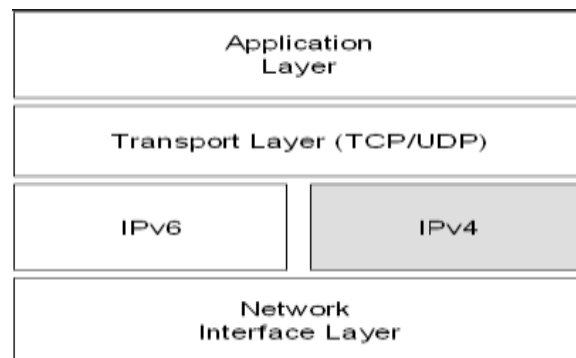 Application
Layer
Transport Layer (TCP/UDP)
IPv6
IPv4
Network
Interface Layer